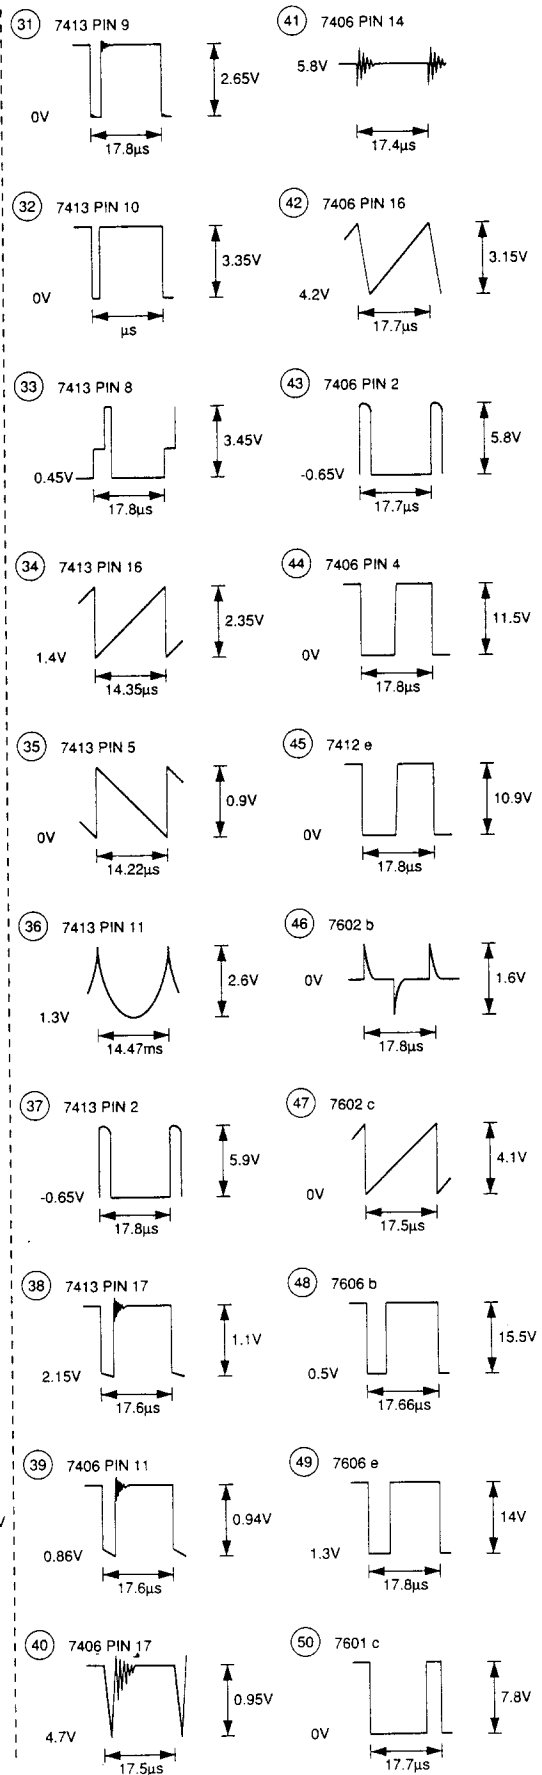 31 7413 PIN 9
2.65V
0V
17.8µs
32 7413 PIN 10
3.35V
0V
µs
33 7413 PIN 8
3.45V
0.45V
17.8µs
34 7413 PIN 16
2.35V
1.4V
14.35µs
35 7413 PIN 5
0.9V
0V
14.22µs
36 7413 PIN 11
2.6V
1.3V
14.47ms
37 7413 PIN 2
5.9V
-0.65V
17.8µs
38 7413 PIN 17
1.1V
2.15V
17.6µs
39 7406 PIN 11
0.94V
0.86V
17.6µs
40 7406 PIN 17
0.95V
4.7V
17.5µs
41 7406 PIN 14
5.8V
17.4µs
42 7406 PIN 16
3.15V
4.2V
17.7µs
43 7406 PIN 2
5.8V
-0.65V
17.7µs
44 7406 PIN 4
11.5V
0V
17.8µs
45 7412 e
10.9V
0V
17.8µs
46 7602 b
0V
1.6V
17.8µs
47 7602 c
4.1V
0V
17.5µs
48 7606 b
15.5V
0.5V
17.66µs
49 7606 e
14V
1.3V
17.8µs
50 7601 c
7.8V
0V
17.7µs